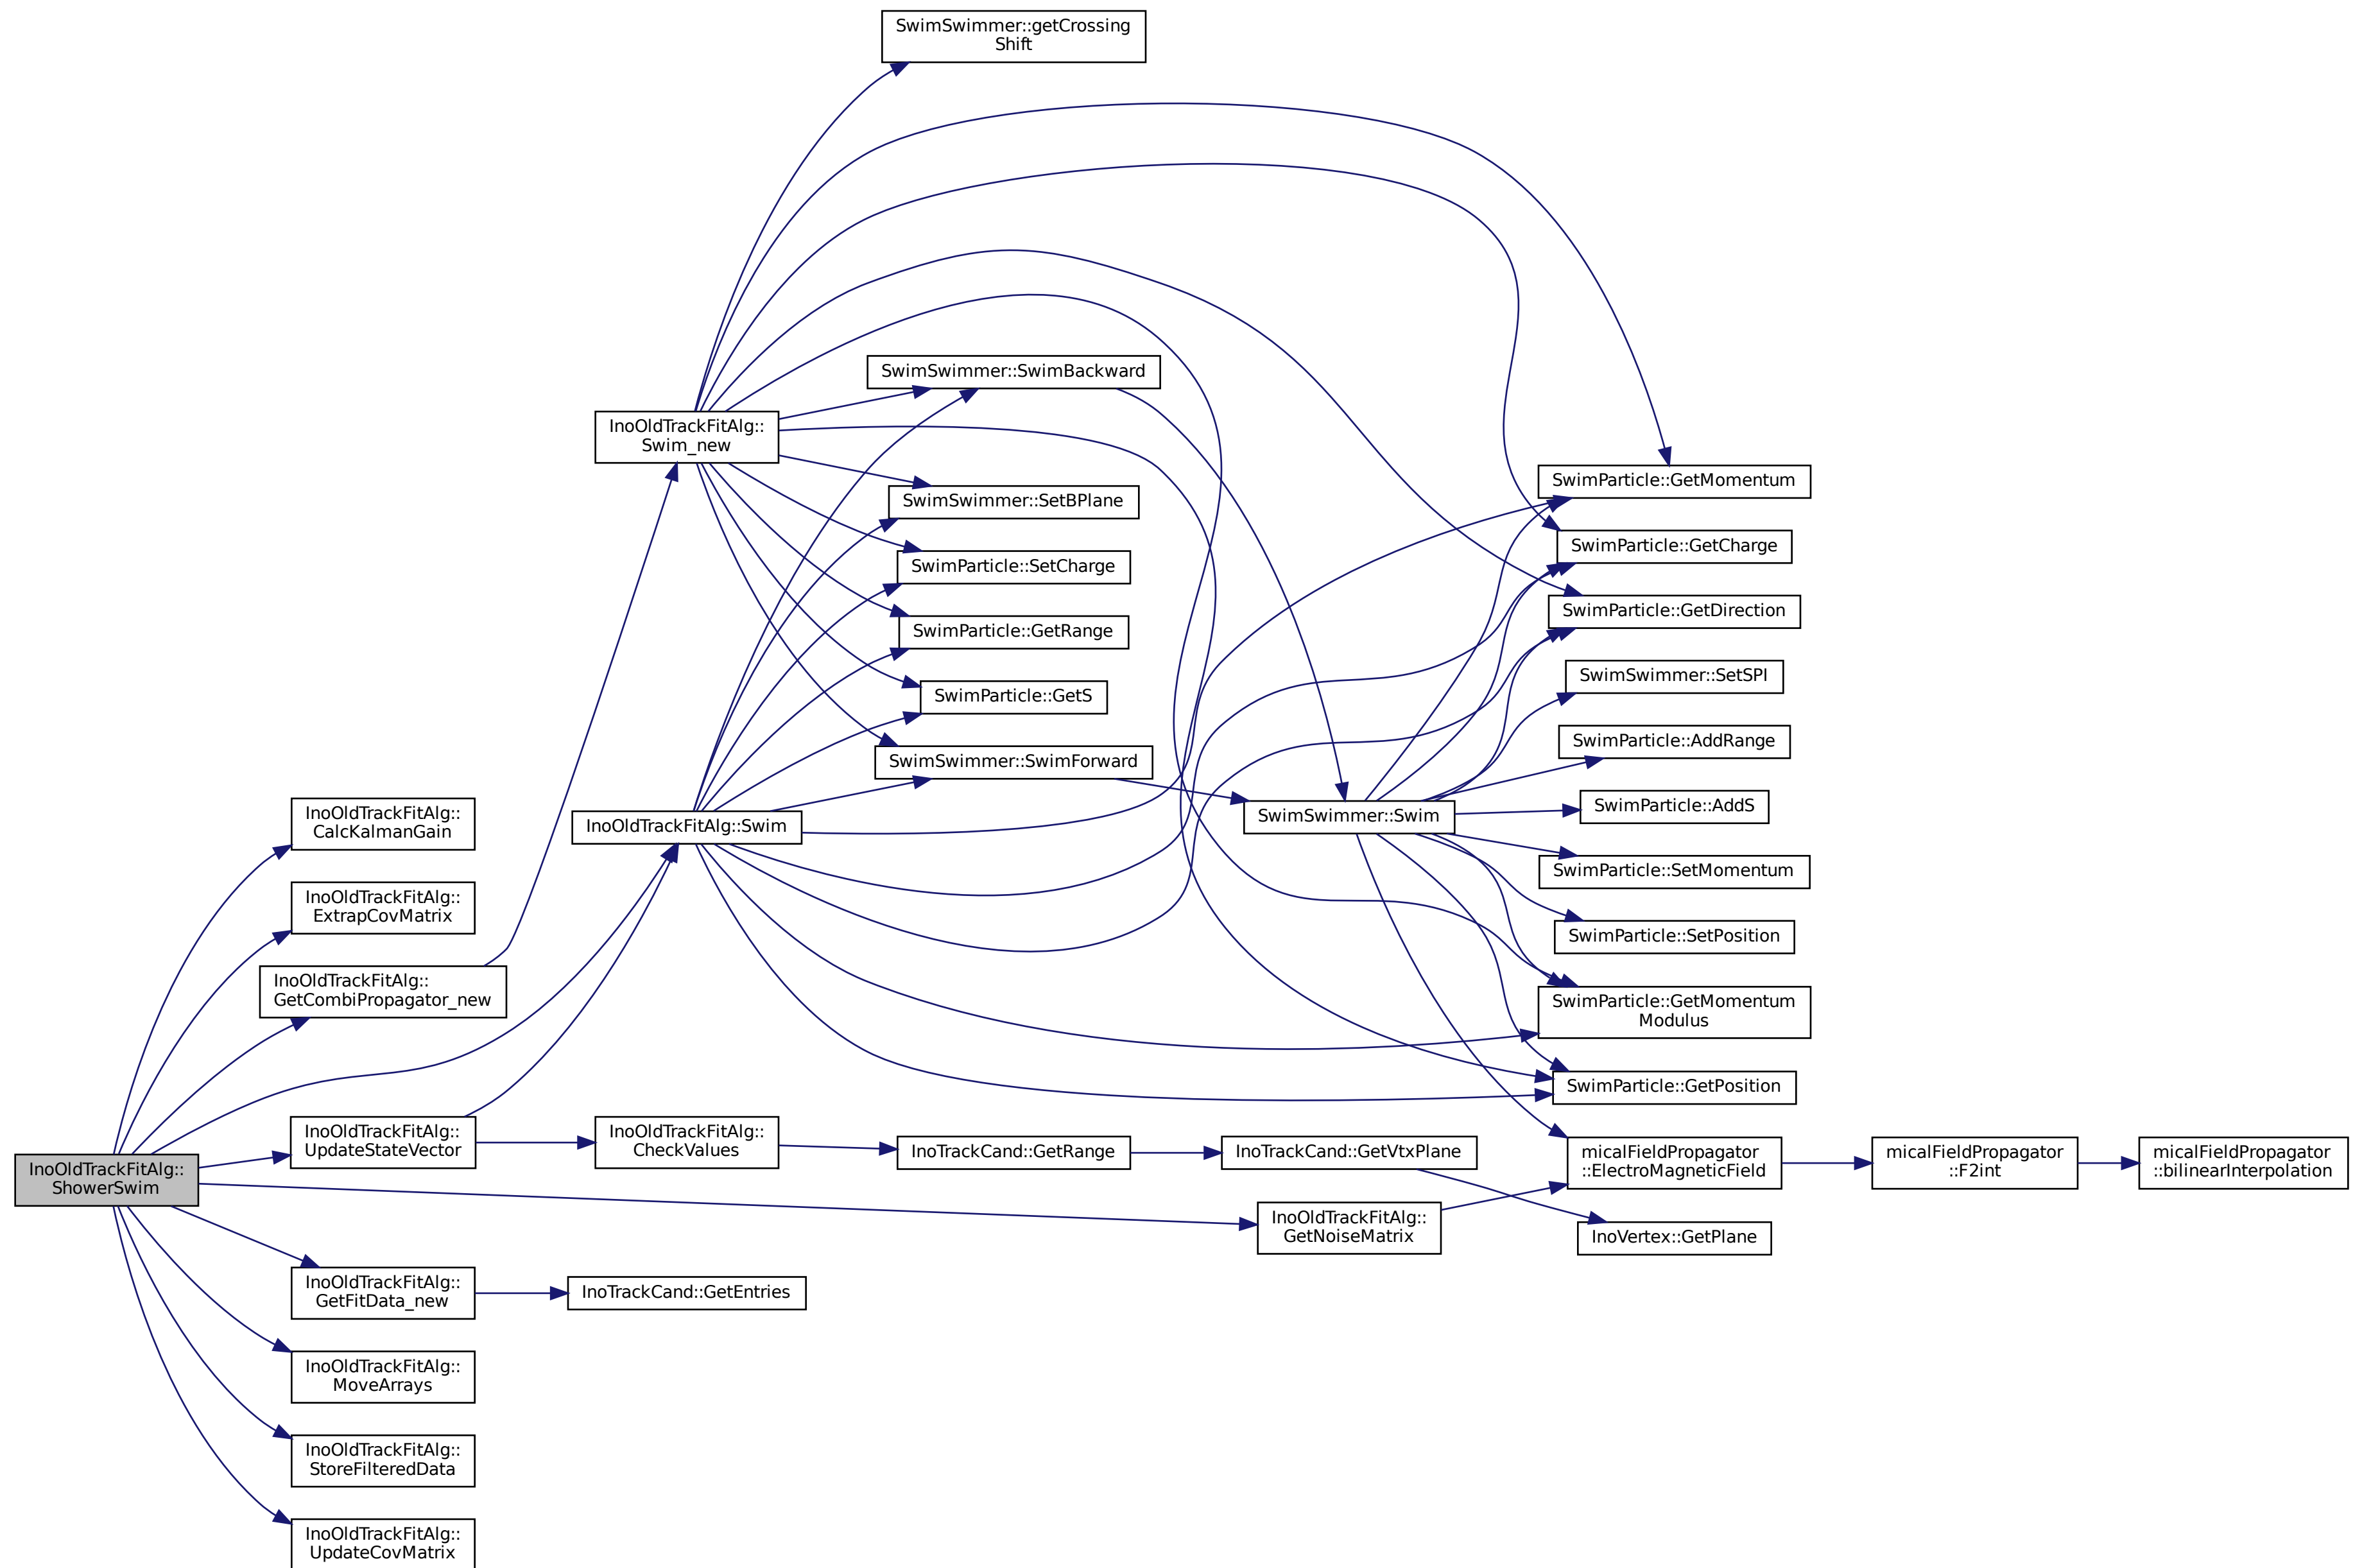 SwimSwimmer::getCrossing
Shift
SwimSwimmer::SwimBackward
InoOldTrackFitAlg::
Swim_new
SwimParticle::GetMomentum
SwimSwimmer::SetBPlane
SwimParticle::GetCharge
SwimParticle::SetCharge
SwimParticle::GetDirection
SwimParticle::GetRange
SwimSwimmer::SetSPI
SwimParticle::GetS
SwimParticle::AddRange
SwimSwimmer::SwimForward
SwimParticle::AddS
InoOldTrackFitAlg::
CalcKalmanGain
InoOldTrackFitAlg::Swim
SwimSwimmer::Swim
SwimParticle::SetMomentum
InoOldTrackFitAlg::
ExtrapCovMatrix
SwimParticle::SetPosition
InoOldTrackFitAlg::
GetCombiPropagator_new
SwimParticle::GetMomentum
Modulus
SwimParticle::GetPosition
InoOldTrackFitAlg::
UpdateStateVector
InoOldTrackFitAlg::
CheckValues
InoTrackCand::GetRange
InoTrackCand::GetVtxPlane
micalFieldPropagator
::ElectroMagneticField
micalFieldPropagator
::F2int
micalFieldPropagator
::bilinearInterpolation
InoOldTrackFitAlg::
ShowerSwim
InoOldTrackFitAlg::
GetNoiseMatrix
InoVertex::GetPlane
InoOldTrackFitAlg::
GetFitData_new
InoTrackCand::GetEntries
InoOldTrackFitAlg::
MoveArrays
InoOldTrackFitAlg::
StoreFilteredData
InoOldTrackFitAlg::
UpdateCovMatrix